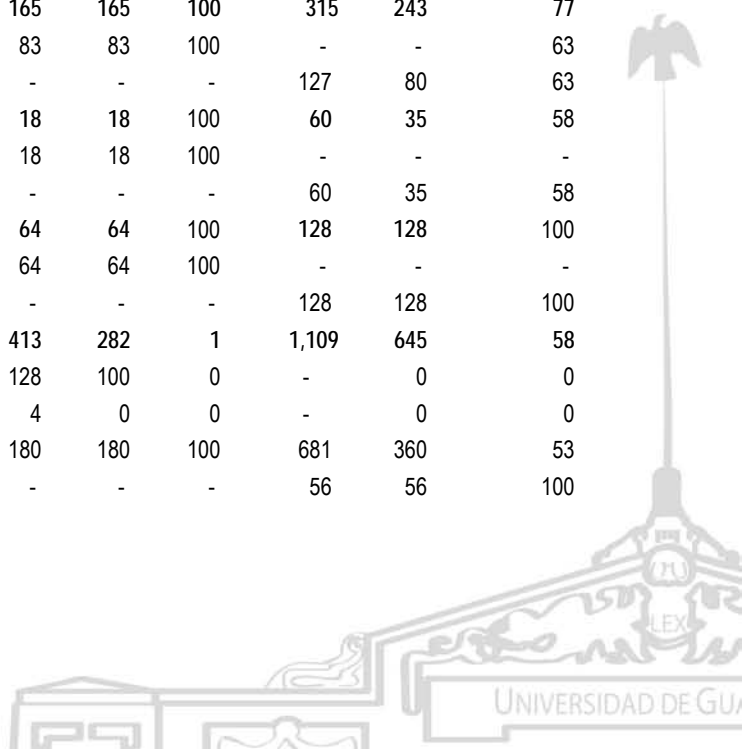 165 165 100 315 243 77
83 83 100 - - 63
- - - 127 80 63
18 18 100 60 35 58
18 18 100 - - -
- - - 60 35 58
64 64 100 128 128 100
64 64 100 - - -
- - - 128 128 100
413 282 1 1,109 645 58
128 100 0 - 0 0
4 0 0 - 0 0
180 180 100 681 360 53
- - - 56 56 100
LEX
UNIVERSIDAD DE GUA